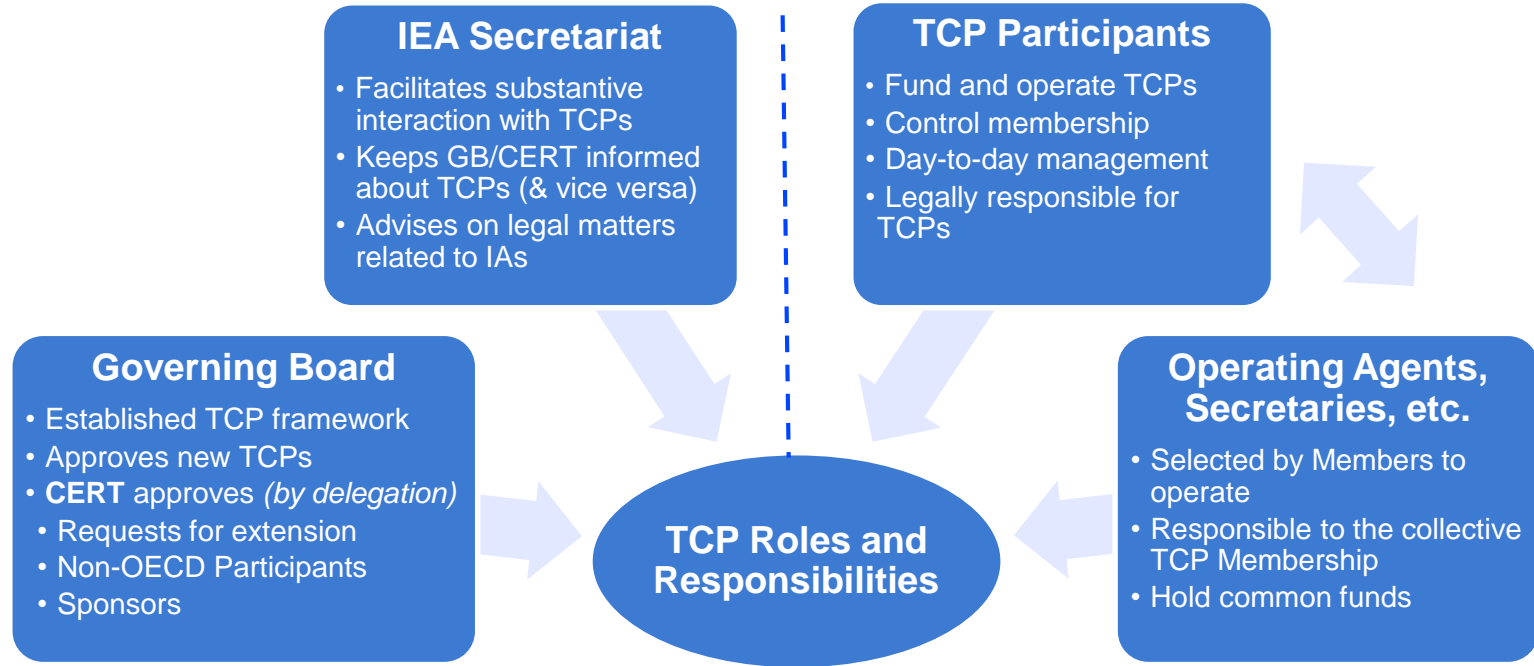 IEA Secretariat
• Facilitates substantive
interaction with TCPs
• Keeps GB/CERT informed
about TCPs (& vice versa)
• Advises on legal matters
related to IAs
TCP Participants
• Fund and operate TCPs
• Control membership
• Day-to-day management
• Legally responsible for
TCPs
Governing Board
• Established TCP framework
• Approves new TCPs
• CERT approves (by delegation)
• Requests for extension
• Non-OECD Participants
• Sponsors
Operating Agents,
Secretaries, etc.
• Selected by Members to
operate
• Responsible to the collective
TCP Membership
• Hold common funds
TCP Roles and
Responsibilities